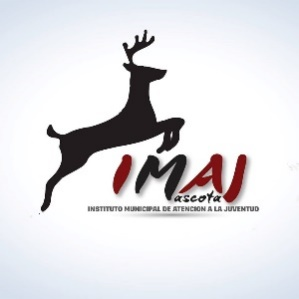 IMAJ
ascota
INSTITUTO MUNICIPAL DE ATENCION A LA JUVENTUD